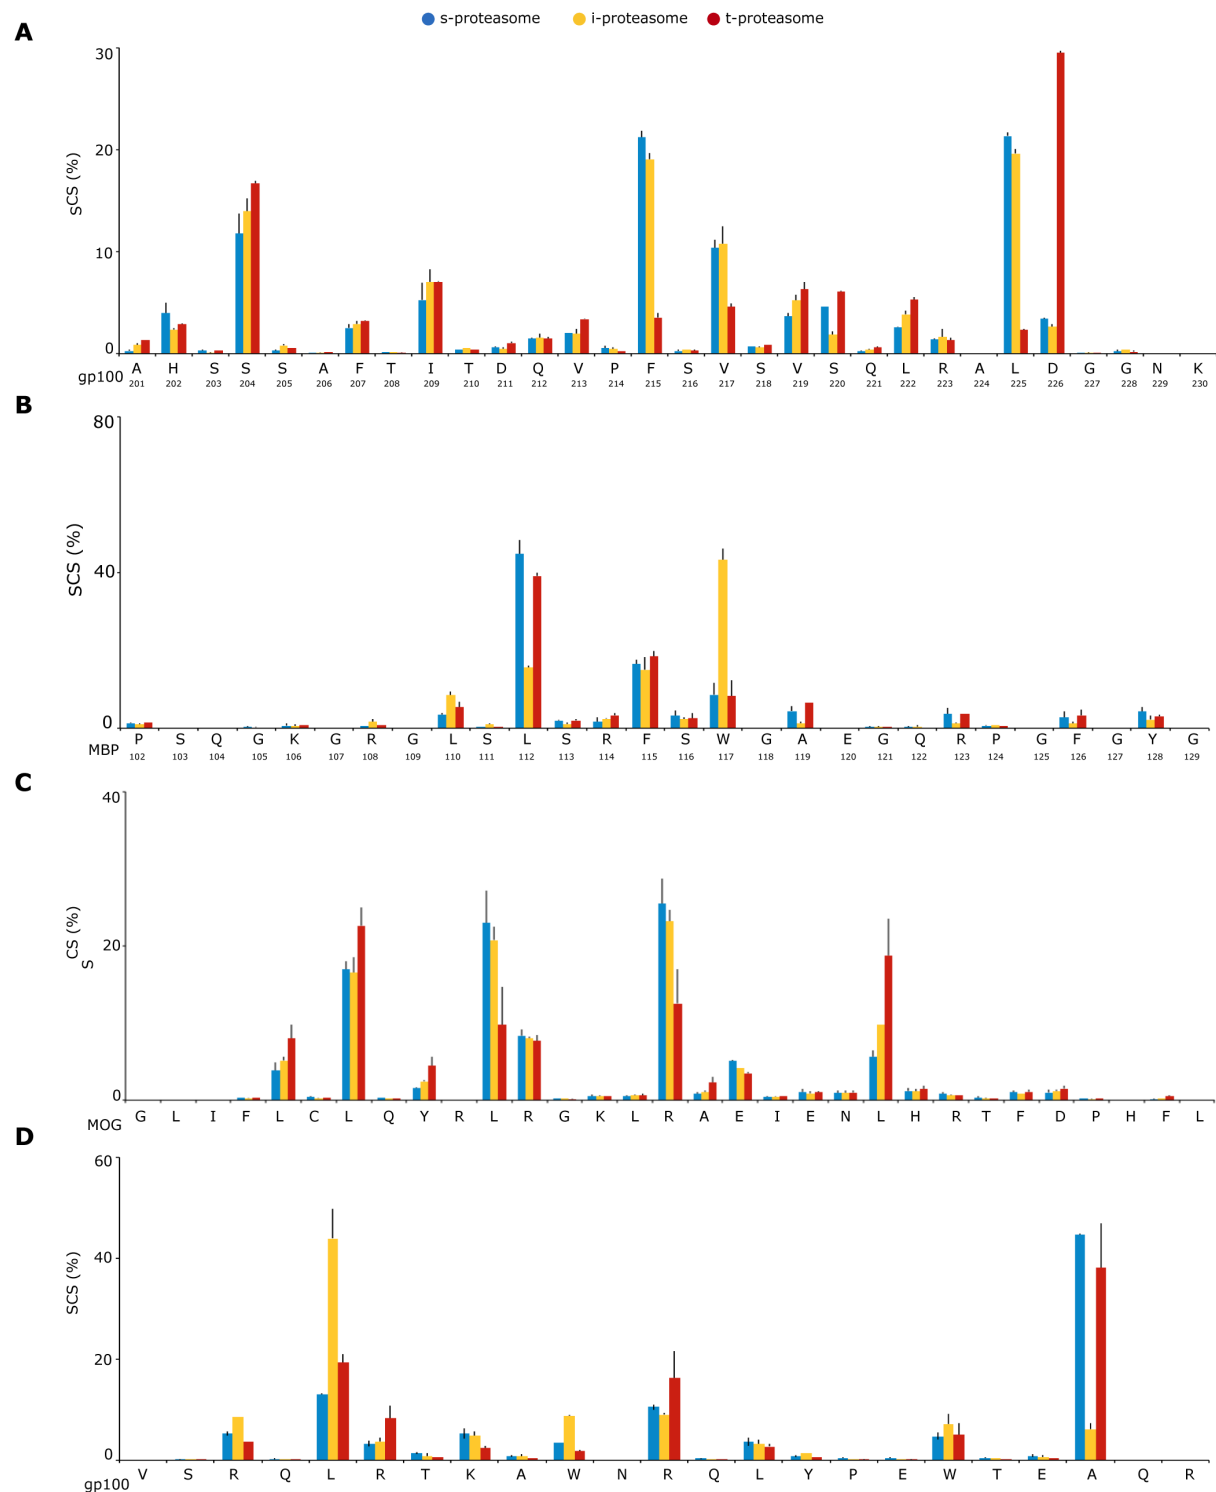 s-proteasome i-proteasome t-proteasome
A
30
20
10
0
SCS (%)
A H S S S A F T I T D Q V P F S V S V S Q L R A L D G G N K
gp100 201 202 203 204 205 206 207 208 209 210 211 212 213 214 215 216 217 218 219 220 221 222 223 224 225 226 227 228 229 230
B
80
40
0
SCS (%)
P S Q G K G R G L S L S R F S W G A E G Q R P G F G Y G
MBP 102 103 104 105 106 107 108 109 110 111 112 113 114 115 116 117 118 119 120 121 122 123 124 125 126 127 128 129
C
40
20
0
SCS (%)
G L I F L C L Q Y R L R G K L R A E I E N L H R T F D P H F L
MOG
D
60
40
20
0
SCS (%)
V S R Q L R T K A W N R Q L Y P E W T E A Q R
gp100